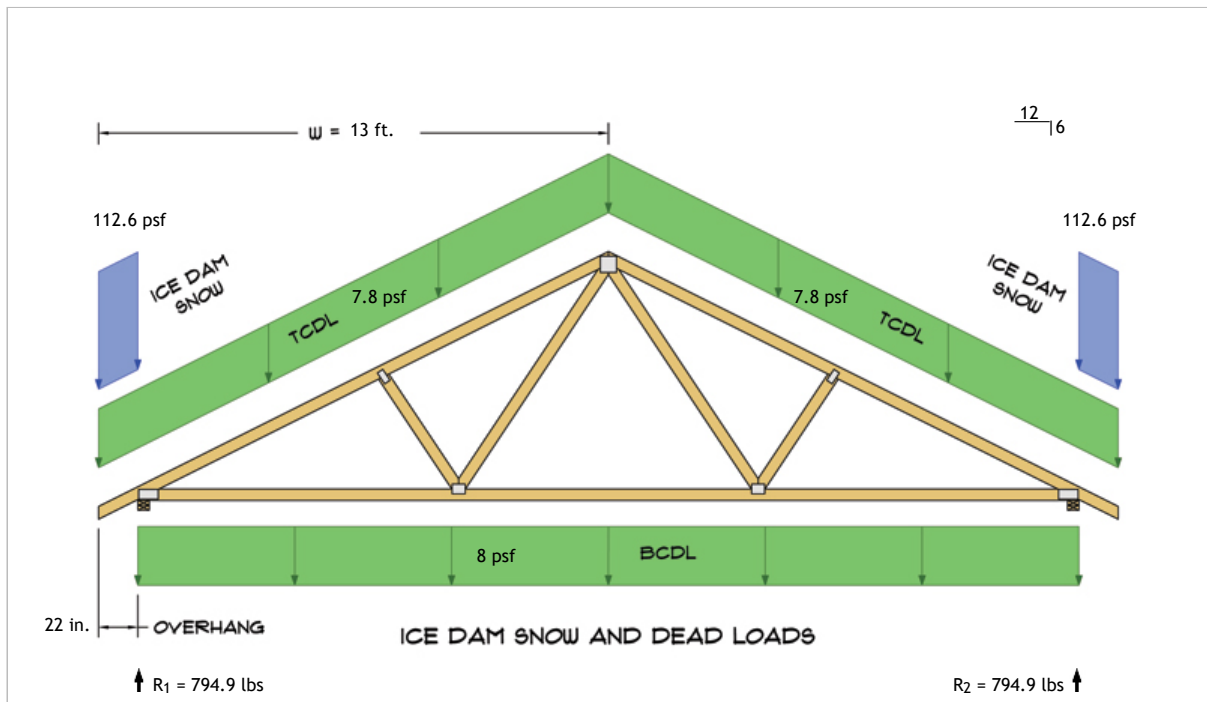 12
6
W = 13 ft.
112.6 psf
112.6 psf
ICE DAM
SNOW
ICE DAM
SNOW
7.8 psf
7.8 psf
TCDL
TCDL
8 psf
BCDL
22 in.
OVERHANG
ICE DAM SNOW AND DEAD LOADS
R1 = 794.9 lbs
R2 = 794.9 lbs